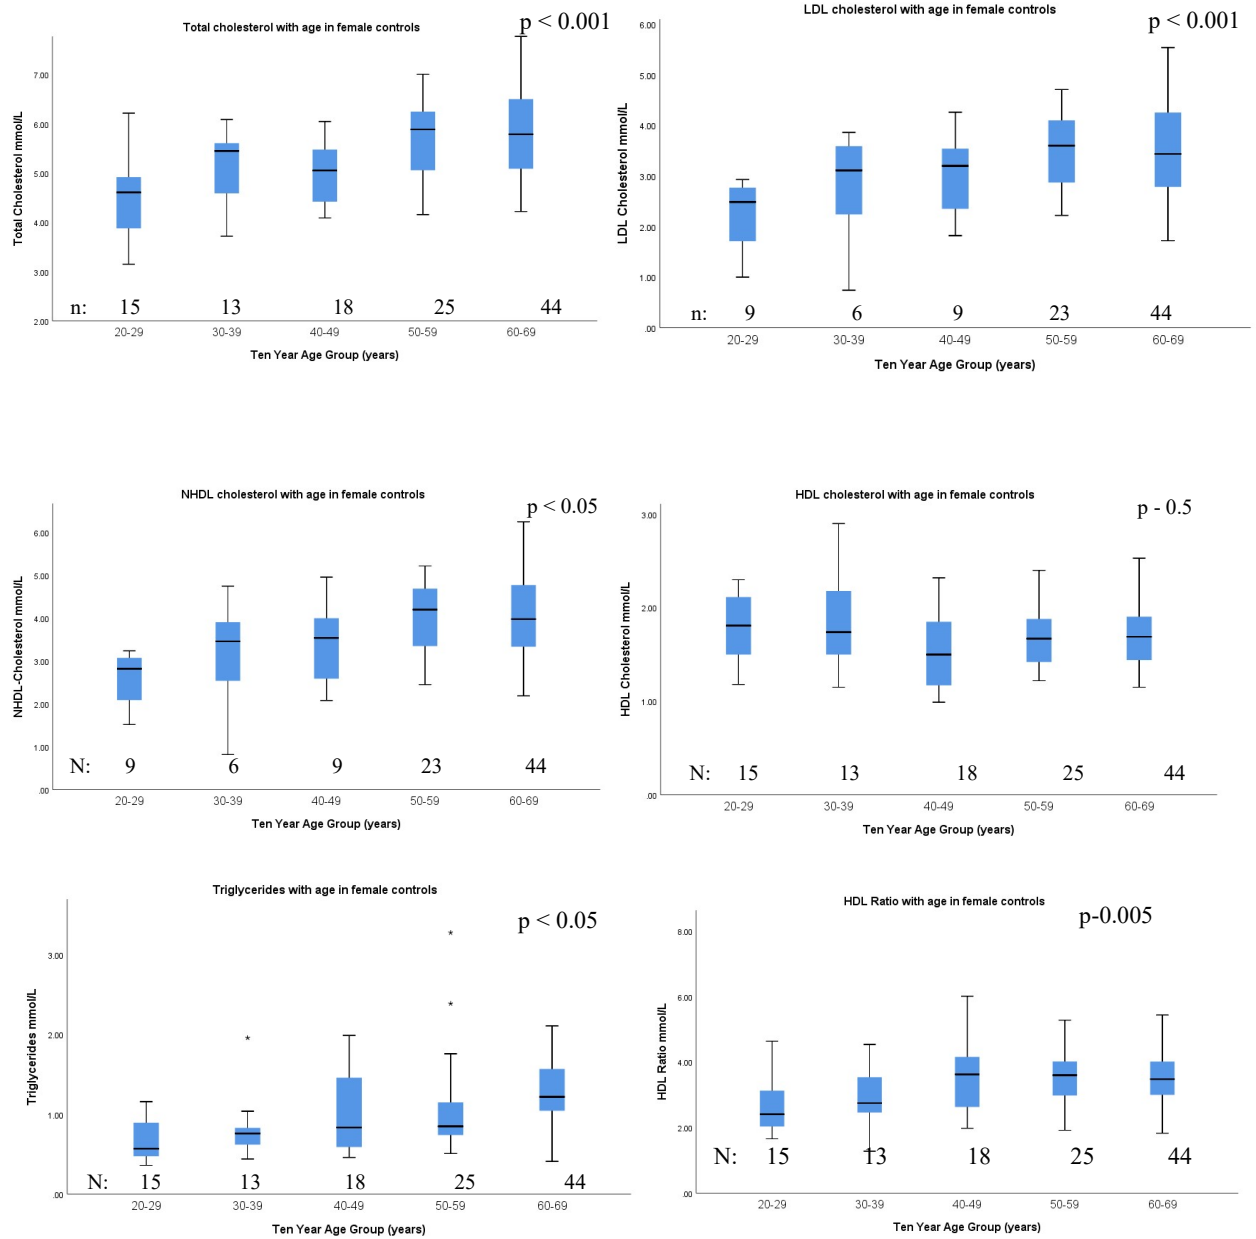 Total cholesterol with age in female controls
p < 0.001
Total Cholesterol mmol/L
7.00
6.00
5.00
4.00
3.00
2.00
n: 15 13 18 25 44
20-29 30-39 40-49 50-59 60-69
Ten Year Age Group (years)
LDL cholesterol with age in female controls
p < 0.001
LDL Cholesterol mmol/L
6.00
5.00
4.00
3.00
2.00
1.00
.00
n: 9 6 9 23 44
20-29 30-39 40-49 50-59 60-69
Ten Year Age Group (years)
NHDL cholesterol with age in female controls
p < 0.05
NHDL-Cholesterol mmol/L
6.00
5.00
4.00
3.00
2.00
1.00
.00
N: 9 6 9 23 44
20-29 30-39 40-49 50-59 60-69
Ten Year Age Group (years)
HDL cholesterol with age in female controls
p - 0.5
HDL Cholesterol mmol/L
3.00
2.00
1.00
.00
N: 15 13 18 25 44
20-29 30-39 40-49 50-59 60-69
Ten Year Age Group (years)
Triglycerides with age in female controls
p < 0.05
Triglycerides mmol/L
3.00
2.00
1.00
.00
N: 15 13 18 25 44
20-29 30-39 40-49 50-59 60-69
Ten Year Age Group (years)
HDL Ratio with age in female controls
p-0.005
HDL Ratio mmol/L
8.00
6.00
4.00
2.00
.00
N: 15 13 18 25 44
20-29 30-39 40-49 50-59 60-69
Ten Year Age Group (years)